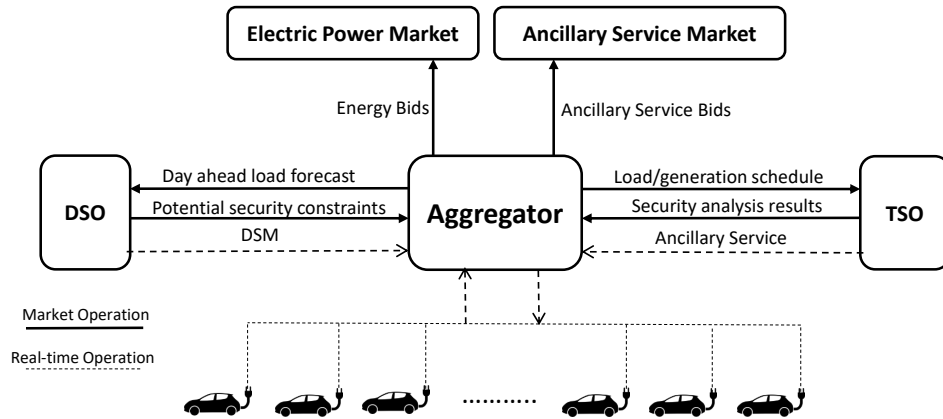 Electric Power Market
Ancillary Service Market
Energy Bids
Ancillary Service Bids
Day ahead load forecast
Load/generation schedule
DSO
Potential security constraints
Aggregator
Security analysis results
TSO
DSM
Ancillary Service
Market Operation
Real-time Operation
...........